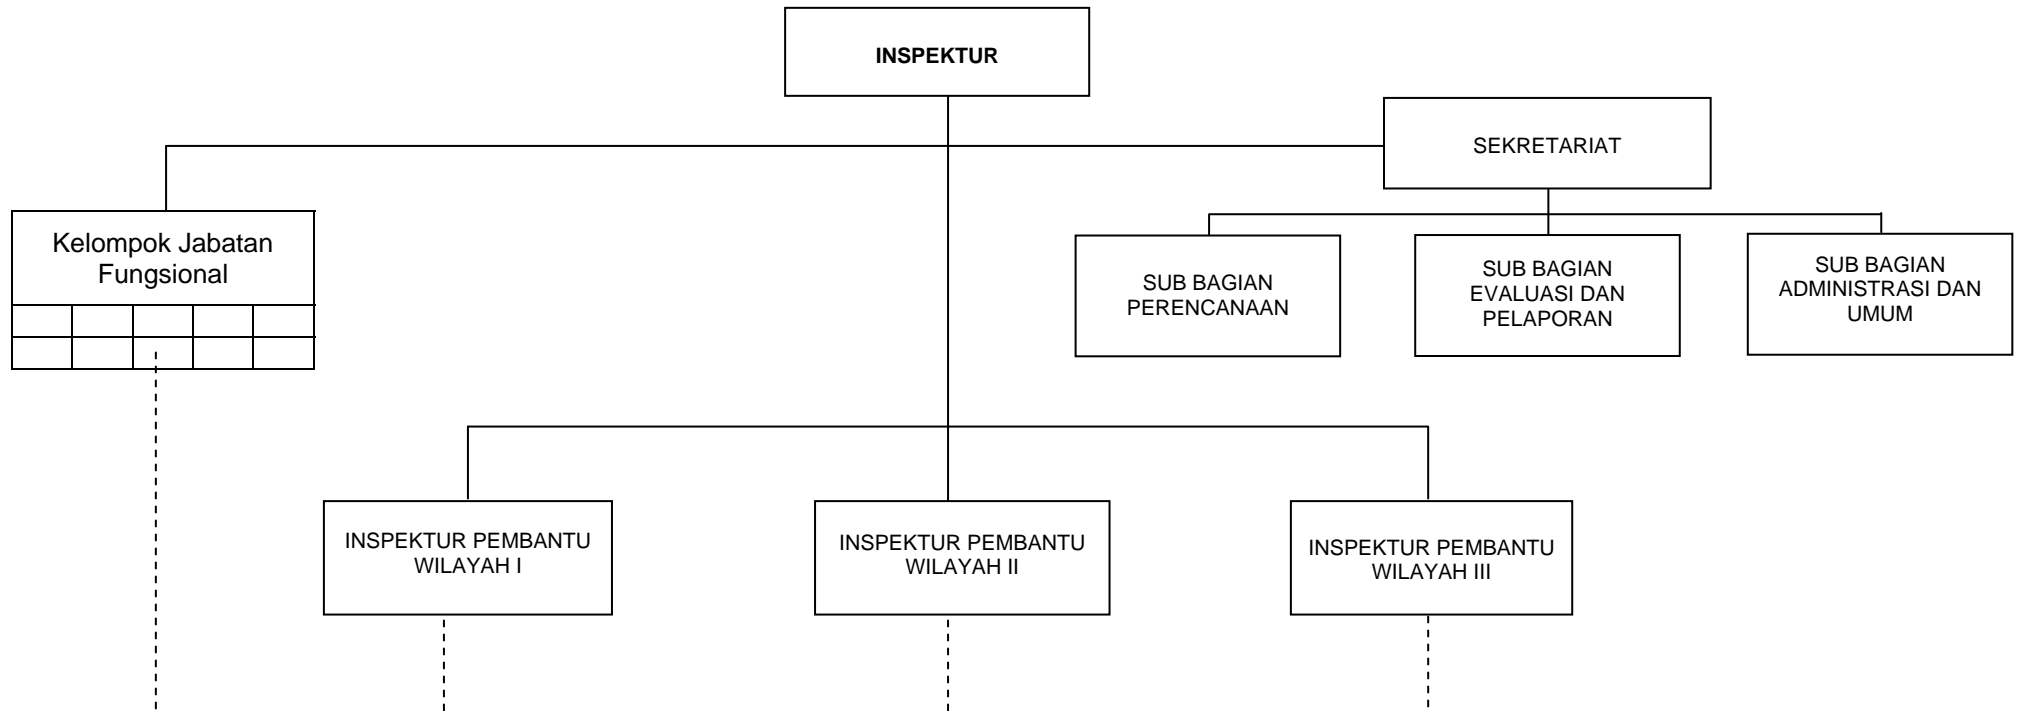 INSPEKTUR
SEKRETARIAT
Kelompok Jabatan
Fungsional
SUB BAGIAN
PERENCANAAN
SUB BAGIAN
EVALUASI DAN
PELAPORAN
SUB BAGIAN
ADMINISTRASI DAN
UMUM
INSPEKTUR PEMBANTU
WILAYAH I
INSPEKTUR PEMBANTU
WILAYAH II
INSPEKTUR PEMBANTU
WILAYAH III